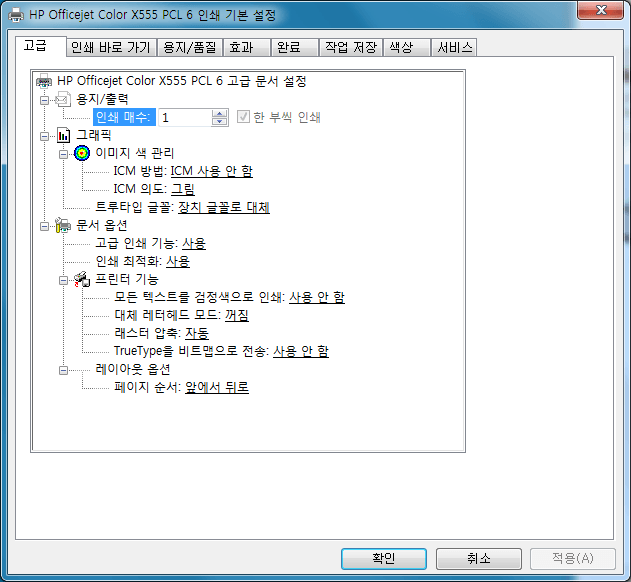 HP Officejet Color X555 PCL 6 인쇄 기본 설정
고급 인쇄 바로 가기 용지/품질 효과 완료 작업 저장 색상 서비스
HP Officejet Color X555 PCL 6 고급 문서 설정
용지/출력
인쇄 매수: 1 한 부씩 인쇄
그래픽
이미지 색 관리
ICM 방법: ICM 사용 안 함
ICM 의도: 그림
트루타입 글꼴: 장치 글꼴로 대체
문서 옵션
고급 인쇄 기능: 사용
인쇄 최적화: 사용
프린터 기능
모든 텍스트를 검정색으로 인쇄: 사용 안 함
대체 레터헤드 모드: 꺼짐
래스터 압축: 자동
TrueType을 비트맵으로 전송: 사용 안 함
레이아웃 옵션
페이지 순서: 앞에서 뒤로
확인 취소 적용(A)